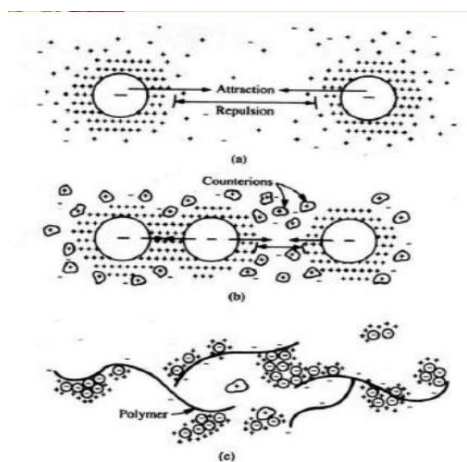 Attraction
Repulsion
(a)
Counterions
(b)
Polymer
(c)